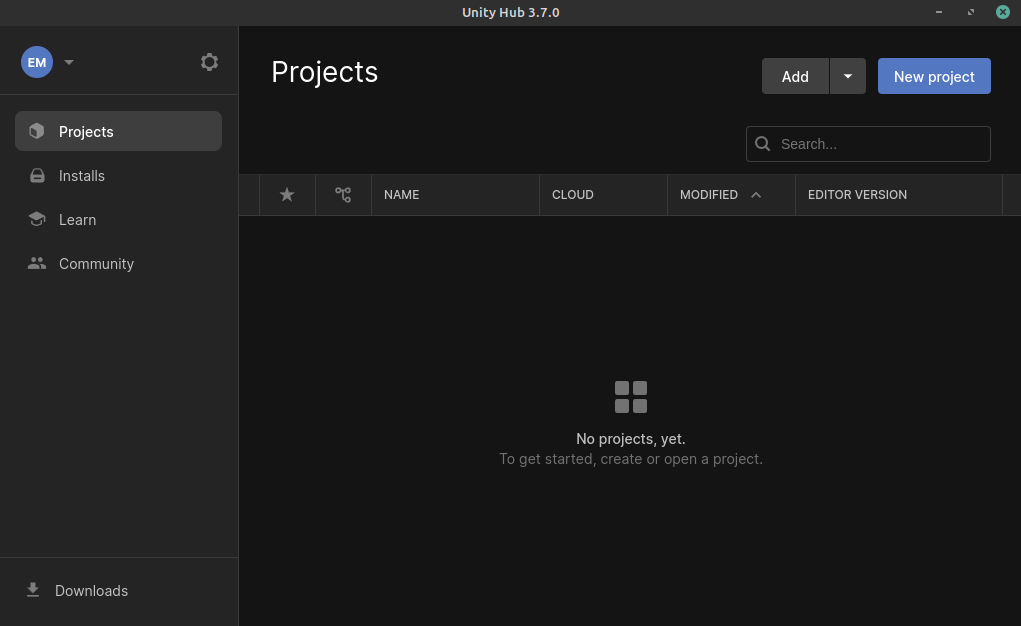 Unity Hub 3.7.0
EM
Projects
Installs
Learn
Community
Downloads
Projects
Add
New project
Search...
NAME CLOUD MODIFIED EDITOR VERSION
No projects, yet.
To get started, create or open a project.